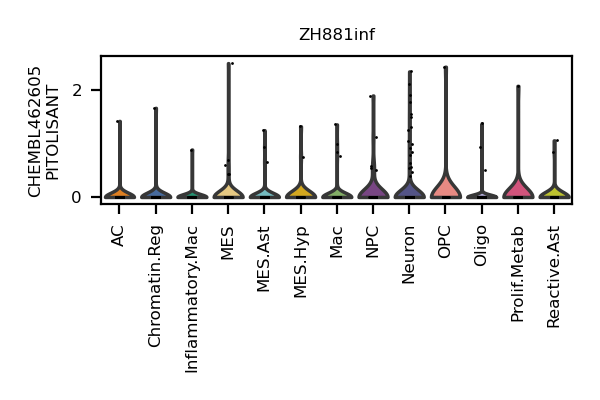 ZH881inf
CHEMBL462605
PITOLISANT
2
0
AC
Chromatin.Reg
Inflammatory.Mac
MES
MES.Ast
MES.Hyp
Mac
NPC
Neuron
OPC
Oligo
Prolif.Metab
Reactive.Ast